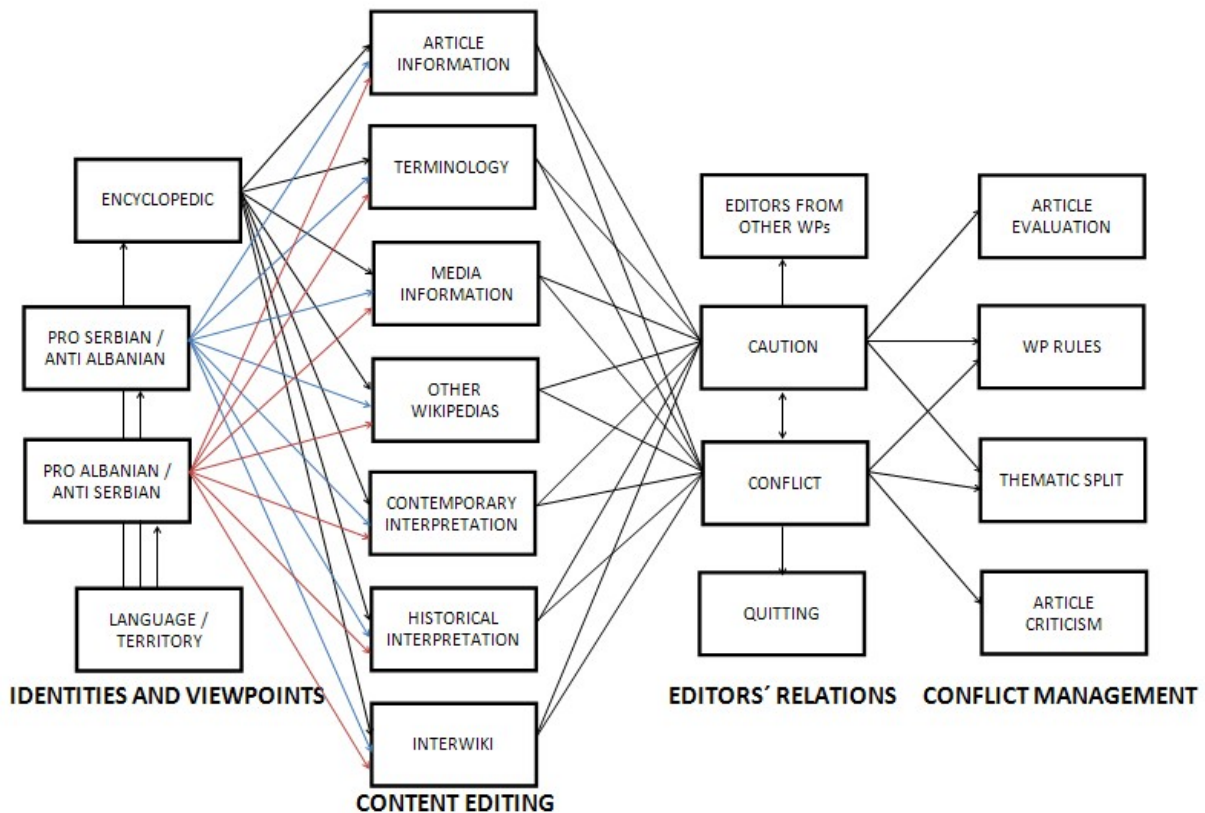 ARTICLE
INFORMATION
TERMINOLOGY
ENCYCLOPEDIC
EDITORS FROM
OTHER WPs
ARTICLE
EVALUATION
MEDIA
INFORMATION
PRO SERBIAN /
ANTI ALBANIAN
CAUTION
WP RULES
OTHER
WIKIPEDIAS
PRO ALBANIAN /
ANTI SERBIAN
CONTEMPORARY
INTERPRETATION
CONFLICT
THEMATIC SPLIT
LANGUAGE /
TERRITORY
HISTORICAL
INTERPRETATION
QUITTING
ARTICLE
CRITICISM
IDENTITIES AND VIEWPOINTS
EDITORS´ RELATIONS
CONFLICT MANAGEMENT
INTERWIKI
CONTENT EDITING